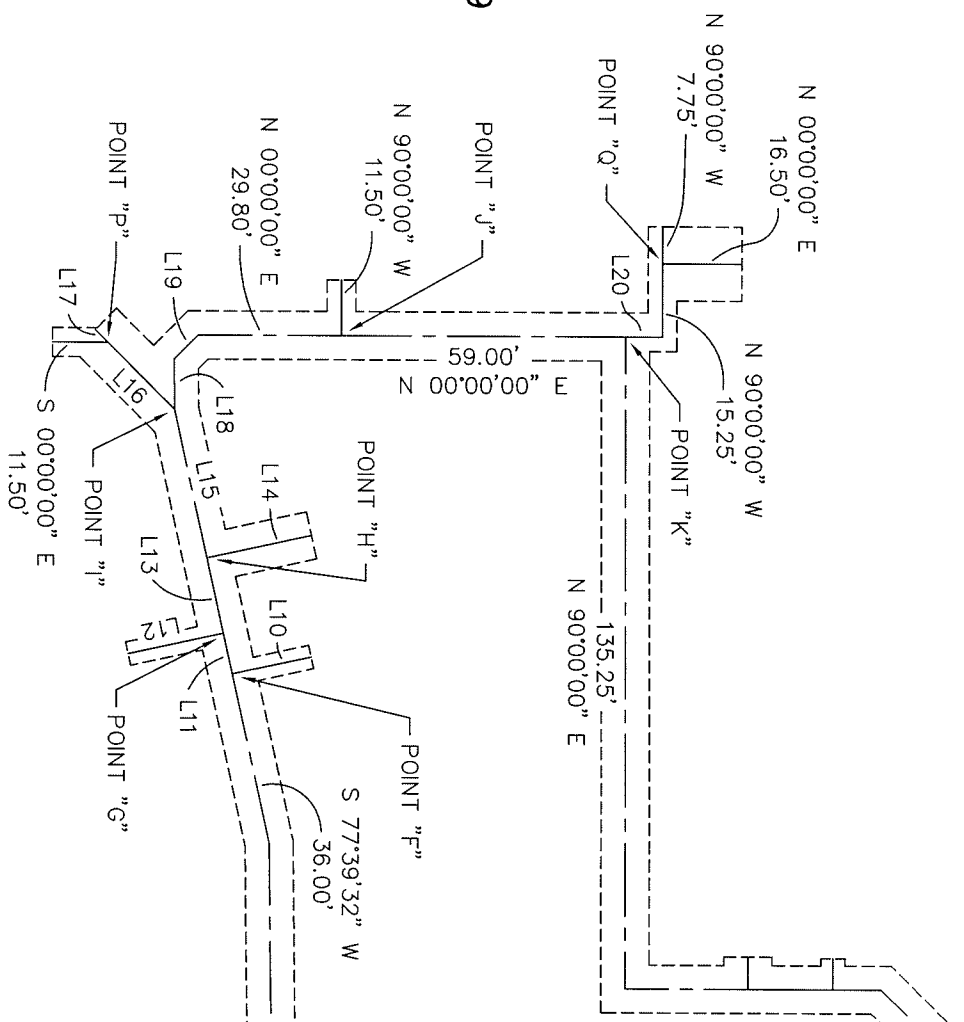 N 90°00'00" W
7.75'
N 00°00'00" E
16.50'
POINT "Q"
N 90°00'00" W
11.50'
POINT "J"
N 00°00'00" E
29.80'
L19
POINT "P"
L17
L16
S 00°00'00" E
11.50'
L18
L20
59.00'
N 00°00'00" E
N 90°00'00" W
15.25'
POINT "K"
135.25'
N 90°00'00" E
POINT "H"
L14
L15
POINT "I"
L13
L10
L12
L11
POINT "G"
POINT "F"
S 77°39'32" W
36.00'